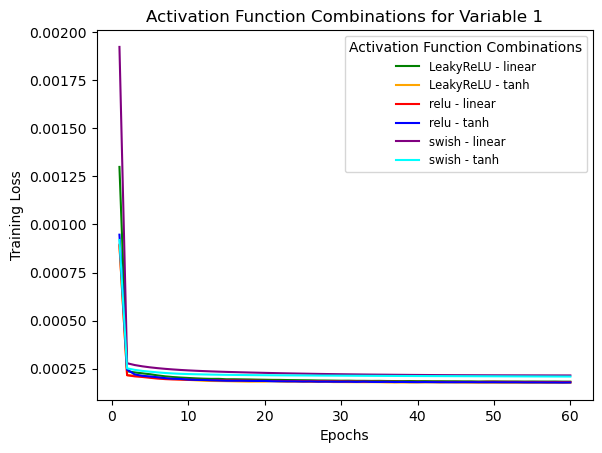 Activation Function Combinations for Variable 1
0.00200
0.00175
0.00150
0.00125
0.00100
0.00075
0.00050
0.00025
Training Loss
Activation Function Combinations
LeakyReLU - linear
LeakyReLU - tanh
relu - linear
relu - tanh
swish - linear
swish - tanh
0 10 20 30 40 50 60
Epochs